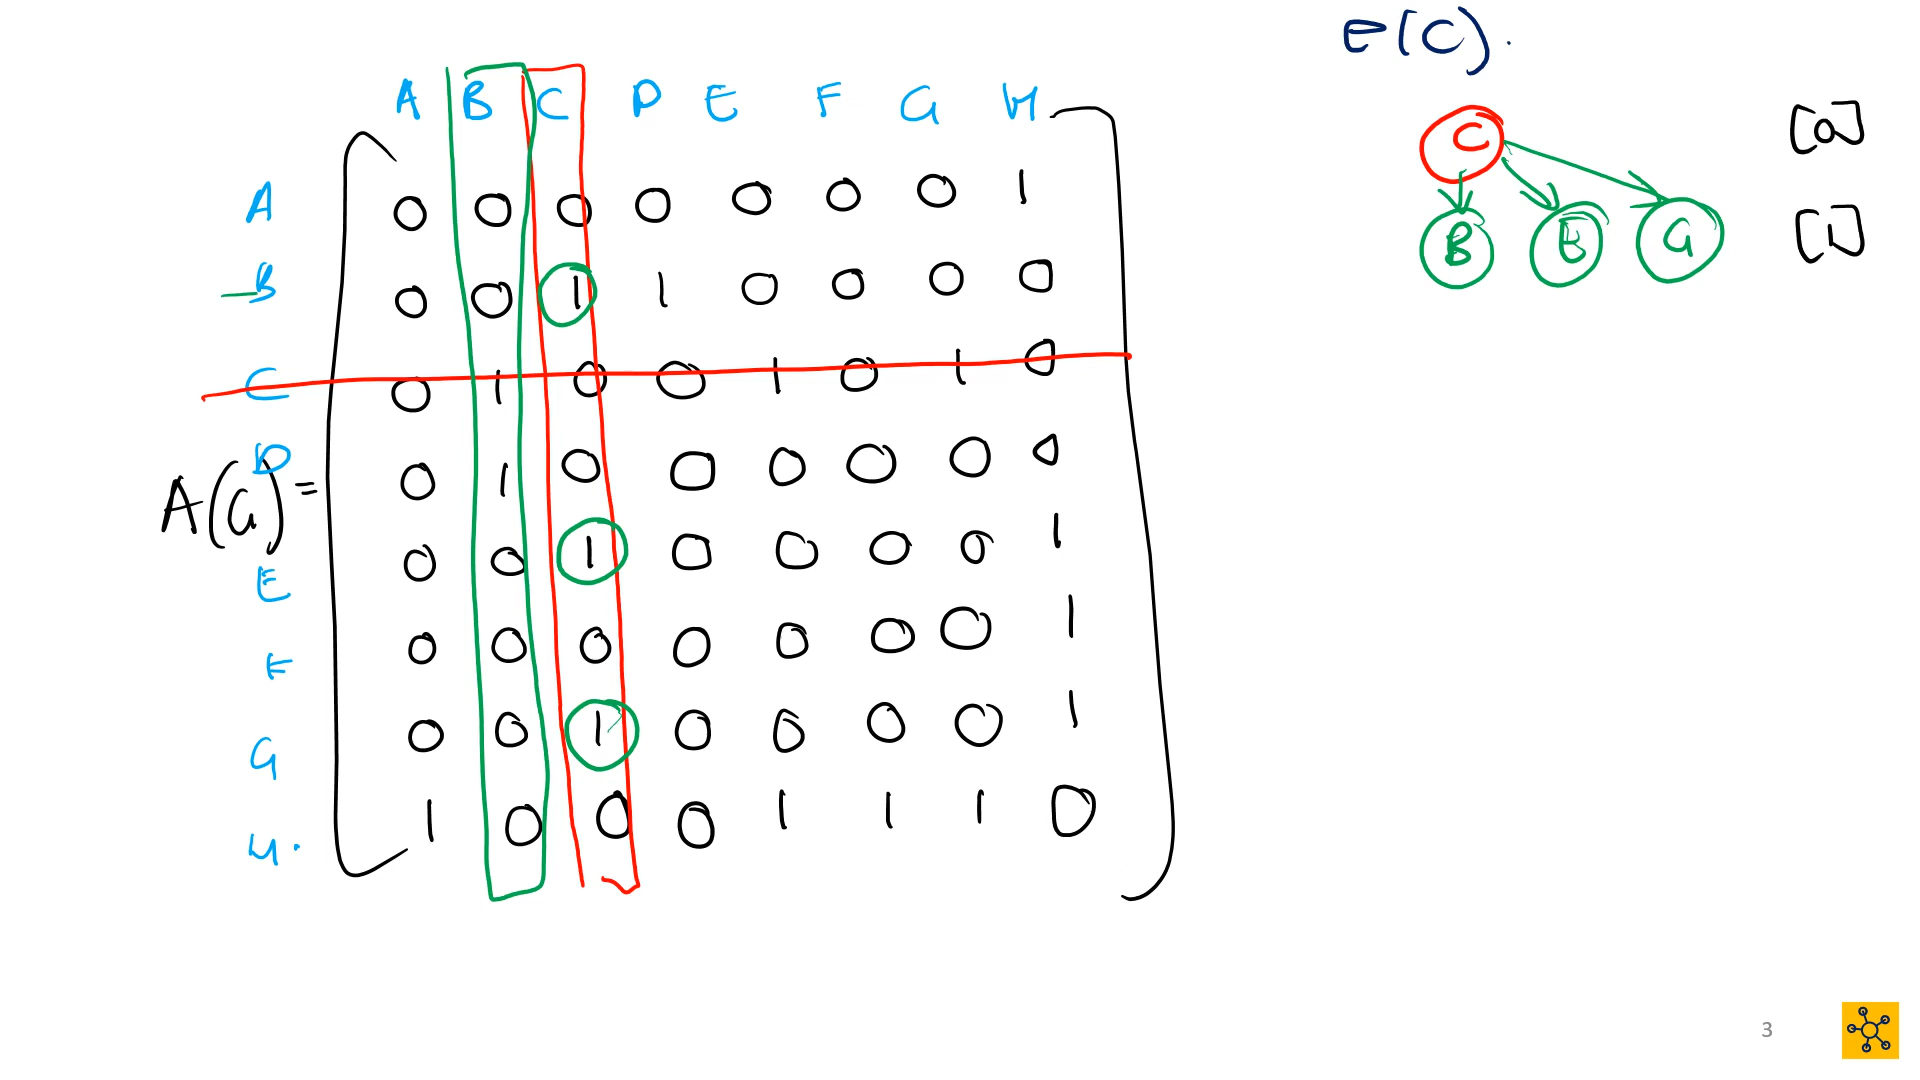 e(C).
A B C D E F G H
A 0 0 0 0 0 0 0 1
B 0 0 1 1 0 0 0 0
C 0 1 0 0 1 0 1 0
D 0 1 0 0 0 0 0 0
A(G) =
E 0 0 1 0 0 0 0 1
F 0 0 0 0 0 0 0 1
G 0 0 1 0 0 0 0 1
H. 1 0 0 0 1 1 1 0
C [0]
B E G [1]
3